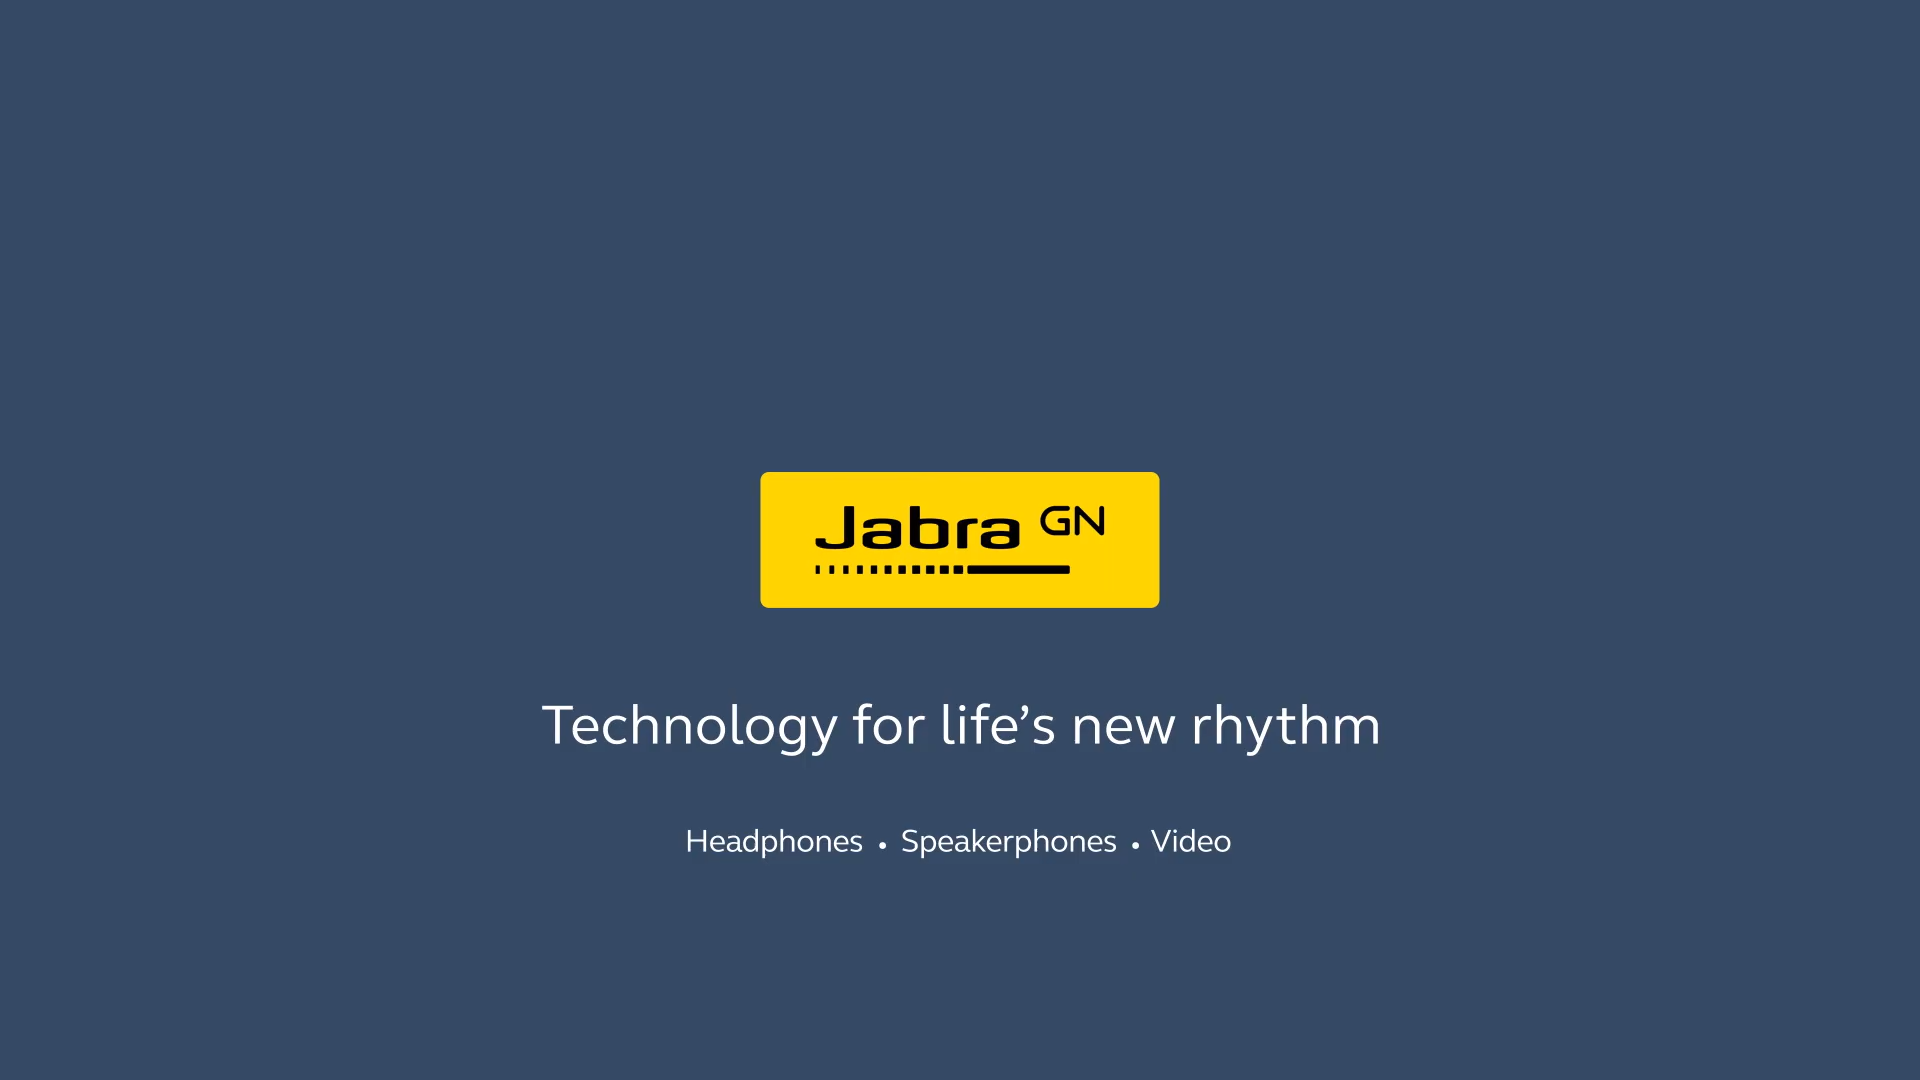 Jabra GN
Technology for life’s new rhythm
Headphones • Speakerphones • Video